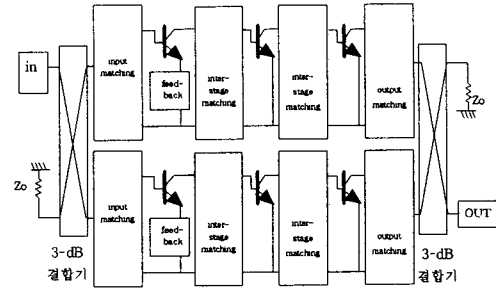 in
input
matching
feed-
back
inter-
stage
matching
inter-
stage
matching
output
matching
Zo
Zo
input
matching
feed-
back
inter-
stage
matching
inter-
stage
matching
output
matching
OUT
3-dB
결합기
3-dB
결합기